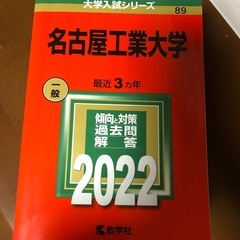 大学入試シリーズ
89
名古屋工業大学
一般
最近3カ年
傾向と対策
過去問
解答
2022
教学社